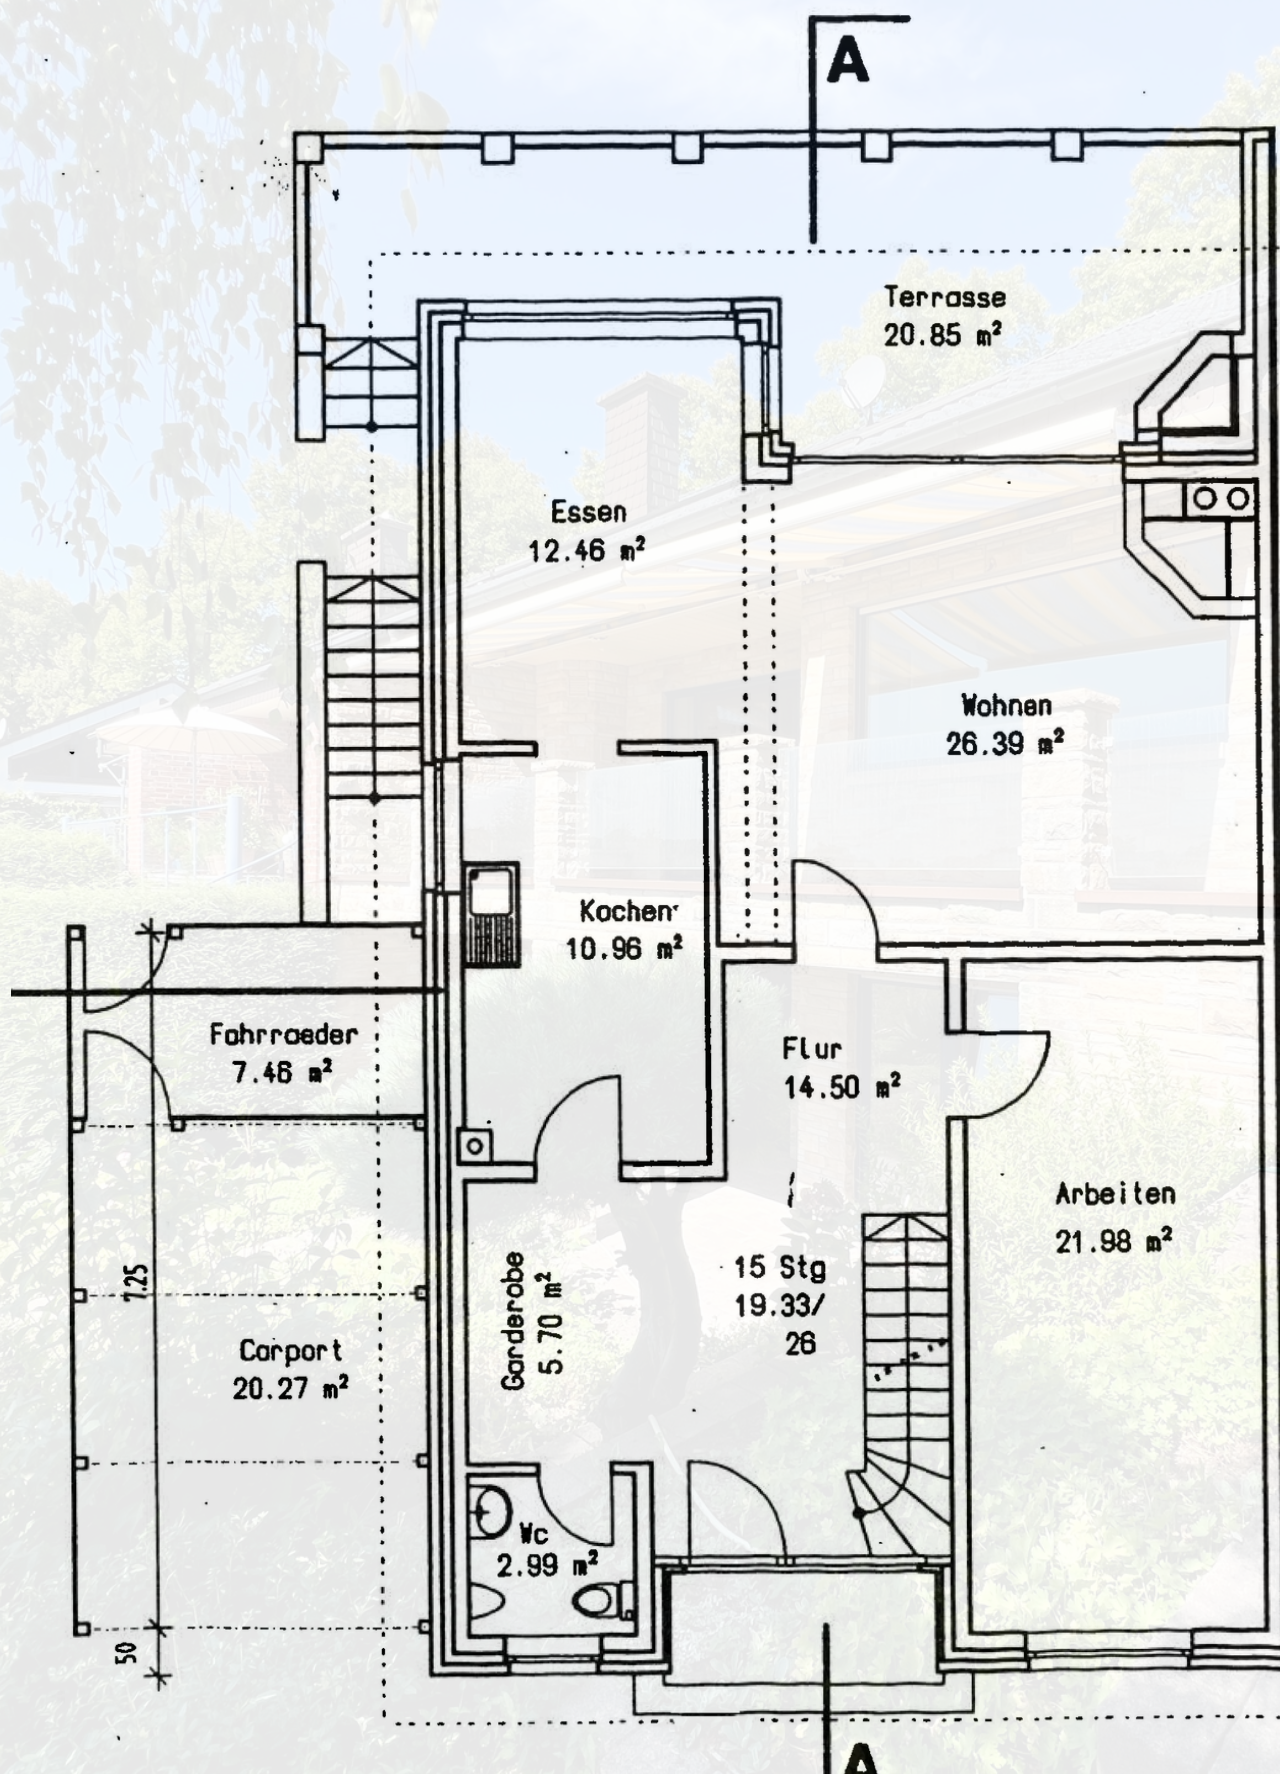 A
Terrasse
20.85 m²
Essen
12.46 m²
Wohnen
26.39 m²
Kochen
10.96 m²
Fahrraeder
7.46 m²
Flur
14.50 m²
Arbeiten
21.98 m²
15 Stg
19.33/
26
Garderobe
5.70 m²
7.25
Carport
20.27 m²
Wc
2.99 m²
50
A